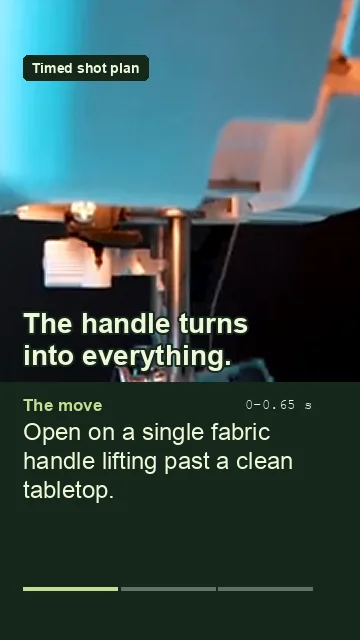 Timed shot plan
The handle turns
into everything.
The move
0–0.65 s
Open on a single fabric
handle lifting past a clean
tabletop.